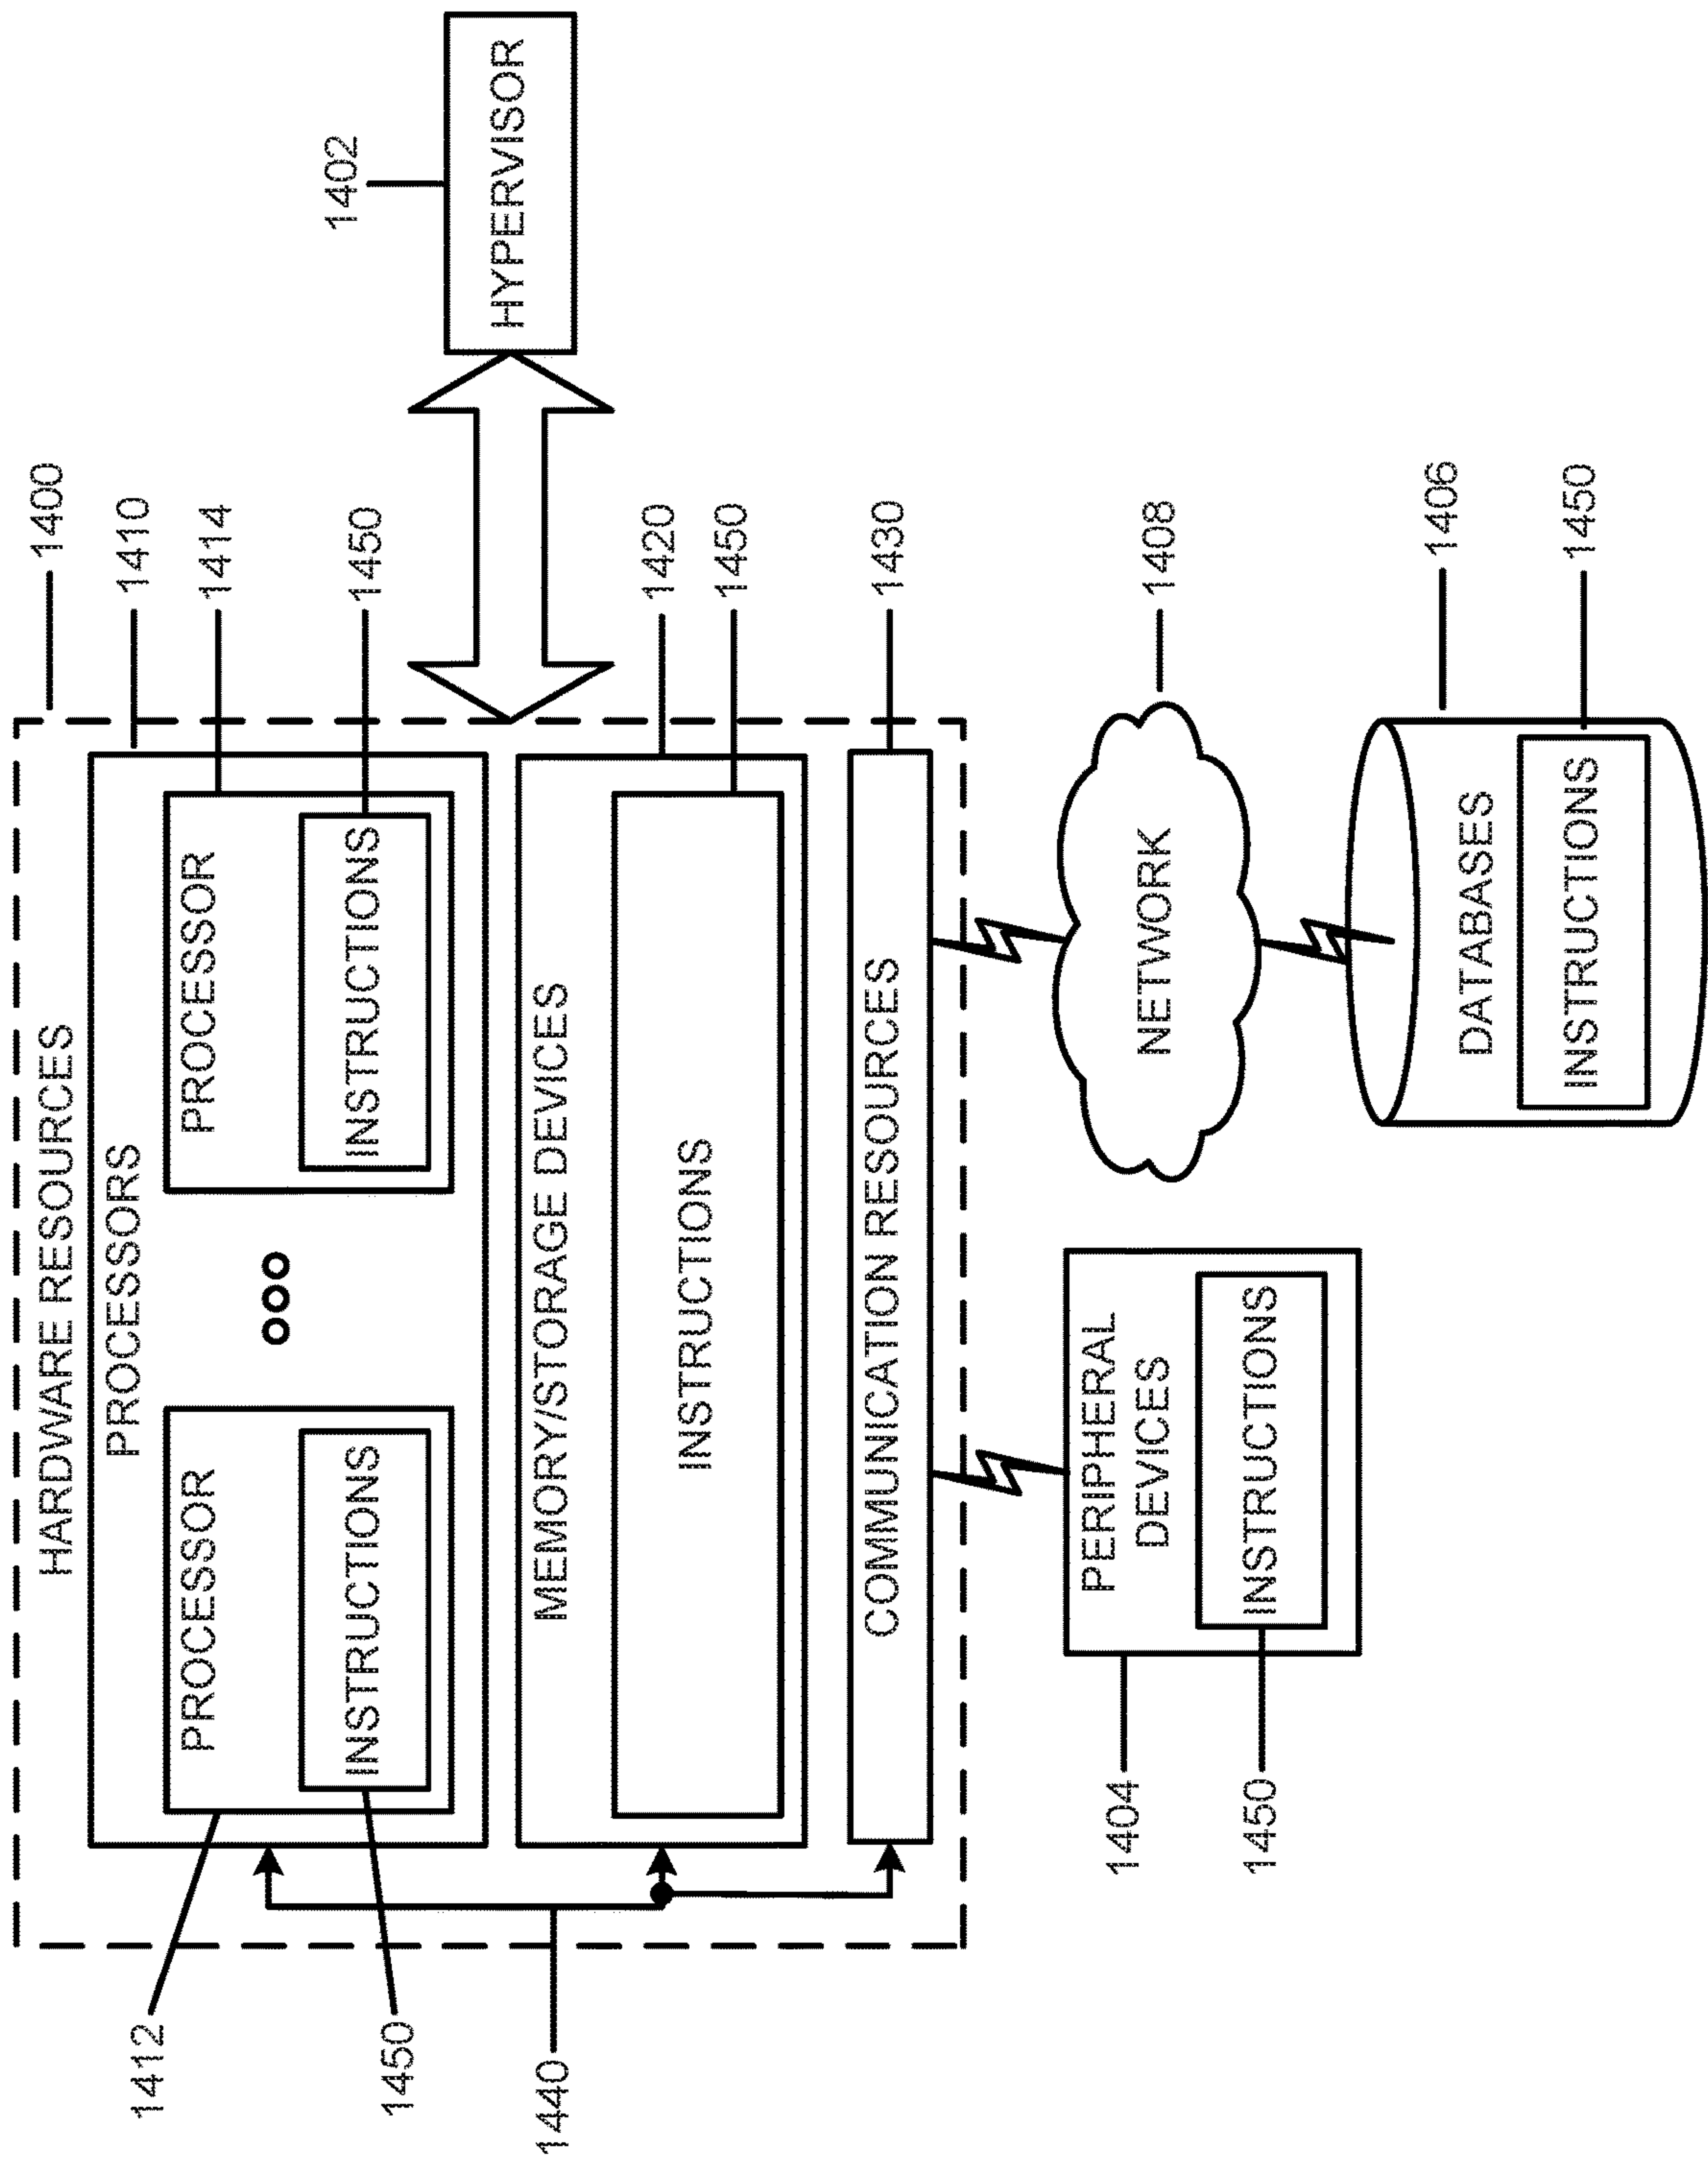 HARDWARE RESOURCES
1400
PROCESSORS
1410
PROCESSOR
INSTRUCTIONS
1412
1450
PROCESSOR
INSTRUCTIONS
1414
1450
1402
HYPERVISOR
MEMORY/STORAGE DEVICES
INSTRUCTIONS
1420
1450
1440
COMMUNICATION RESOURCES
1430
PERIPHERAL
DEVICES
INSTRUCTIONS
1404
1450
NETWORK
1408
DATABASES
INSTRUCTIONS
1406
1450